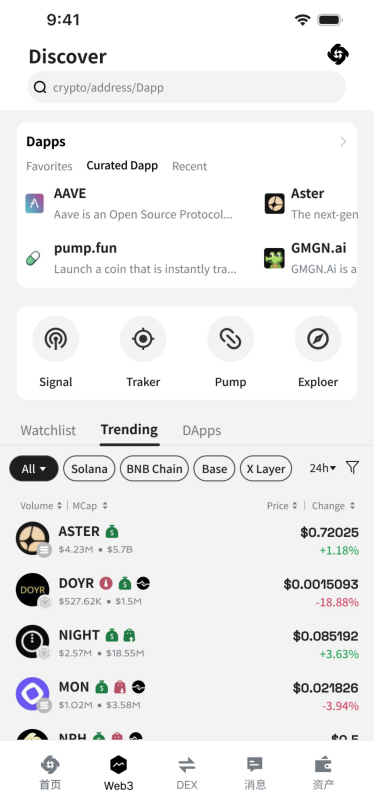 9:41
Discover
crypto/address/Dapp
Dapps
Favorites Curated Dapp Recent
AAVE
Aave is an Open Source Protocol...
Aster
The next-gen
pump.fun
Launch a coin that is instantly tra...
GMGN.ai
GMGN.Ai is a
Signal Traker Pump Exploer
Watchlist Trending DApps
All Solana BNB Chain Base X Layer 24h
Volume | MCap Price | Change
ASTER $0.72025
$4.23M • $5.7B +1.18%
DOYR DOYR $0.0015093
$527.62K • $1.5M -18.88%
NIGHT $0.085192
$2.57M • $18.55M +3.63%
MON $0.021826
$1.02M • $3.58M -3.94%
首页 Web3 DEX 消息 资产